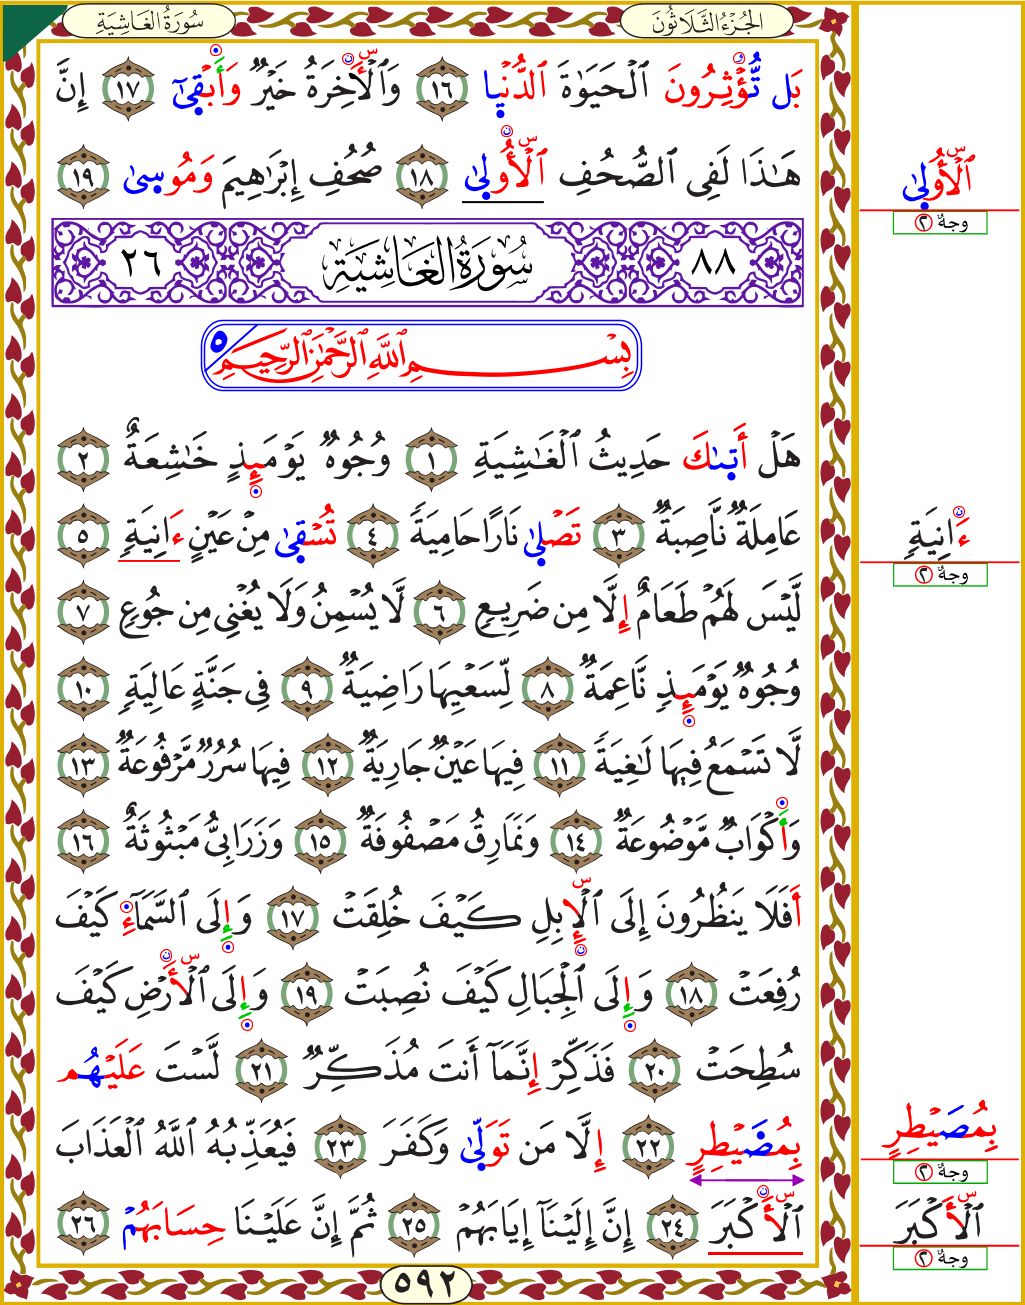 سُورَةُ الغَاشِيَةِ
الجُزْءُ الثَّلَاثُونَ
بَل تُّؤْثِرُونَ ٱلْحَيَوٰةَ ٱلدُّنْيٜا ١٦ وَٱلْأَٓخِرَةُ خَيْرٌ وَأَبْقٜىٰٓ ١٧ إِنَّ
هَـٰذَا لَفِى ٱلصُّحُفِ ٱلْأُولٜىٰ ١٨ صُحُفِ إِبْرَٰهِيمَ وَمُوسٜىٰ ١٩
٨٨ سُورَةُ الغَاشِيَةِ ٢٦
بِسْمِ ٱللَّهِ ٱلرَّحْمَـٰنِ ٱلرَّحِيمِ ٥
هَلْ أَتٜىٰكَ حَدِيثُ ٱلْغَـٰشِيَةِ ١ وُجُوهٌ يَوْمَئِذٍ خَـٰشِعَةٌ ٢
عَامِلَةٌ نَّاصِبَةٌ ٣ تَصْلٜىٰ نَارًا حَامِيَةً ٤ تُسْقٜىٰ مِنْ عَيْنٍ ءَانِيَةٍ ٥
لَّيْسَ لَهُمْ طَعَامٌ إِلَّا مِن ضَرِيعٍ ٦ لَّا يُسْمِنُ وَلَا يُغْنِى مِن جُوعٍ ٧
وُجُوهٌ يَوْمَئِذٍ نَّاعِمَةٌ ٨ لِّسَعْيِهَا رَاضِيَةٌ ٩ فِى جَنَّةٍ عَالِيَةٍ ١٠
لَّا تَسْمَعُ فِيهَا لَـٰغِيَةً ١١ فِيهَا عَيْنٌ جَارِيَةٌ ١٢ فِيهَا سُرُرٌ مَّرْفُوعَةٌ ١٣
وَأَكْوَابٌ مَّوْضُوعَةٌ ١٤ وَنَمَارِقُ مَصْفُوفَةٌ ١٥ وَزَرَابِىُّ مَبْثُوثَةٌ ١٦
أَفَلَا يَنظُرُونَ إِلَى ٱلْإِبِلِ كَيْفَ خُلِقَتْ ١٧ وَإِلَى ٱلسَّمَآءِ كَيْفَ
رُفِعَتْ ١٨ وَإِلَى ٱلْجِبَالِ كَيْفَ نُصِبَتْ ١٩ وَإِلَى ٱلْأَرْضِ كَيْفَ
سُطِحَتْ ٢٠ فَذَكِّرْ إِنَّمَآ أَنتَ مُذَكِّرٌ ٢١ لَّسْتَ عَلَيْهُم
بِمُصَيْطِرٍ ٢٢ إِلَّا مَن تَوَلّٜىٰ وَكَفَرَ ٢٣ فَيُعَذِّبُهُ ٱللَّهُ ٱلْعَذَابَ
ٱلْأَكْبَرَ ٢٤ إِنَّ إِلَيْنَآ إِيَابَهُمْ ٢٥ ثُمَّ إِنَّ عَلَيْنَا حِسَابَهُمْ ٢٦
٥٩٢
ٱلْأُولٜىٰ
وجهٌ ٢
ءَانِيَةٍ
وجهٌ ٢
بِمُصَيْطِرٍ
وجهٌ ٢
ٱلْأَكْبَرَ
وجهٌ ٢